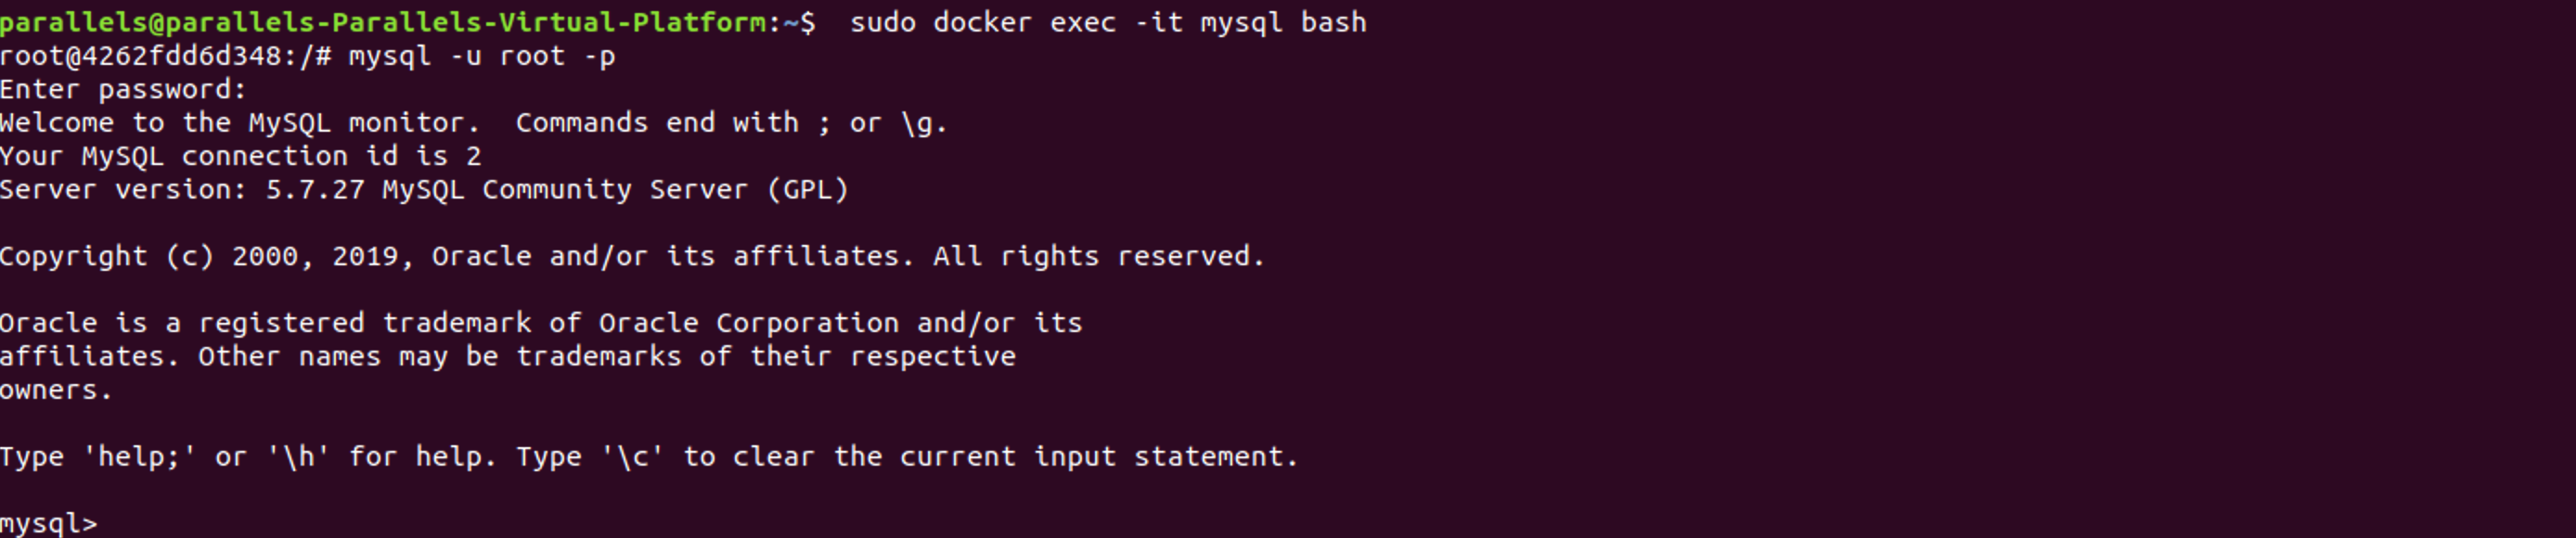 parallels@parallels-Parallels-Virtual-Platform:~$  sudo docker exec -it mysql bash
root@4262fdd6d348:/# mysql -u root -p
Enter password:
Welcome to the MySQL monitor.  Commands end with ; or \g.
Your MySQL connection id is 2
Server version: 5.7.27 MySQL Community Server (GPL)

Copyright (c) 2000, 2019, Oracle and/or its affiliates. All rights reserved.

Oracle is a registered trademark of Oracle Corporation and/or its
affiliates. Other names may be trademarks of their respective
owners.

Type 'help;' or '\h' for help. Type '\c' to clear the current input statement.

mysql>